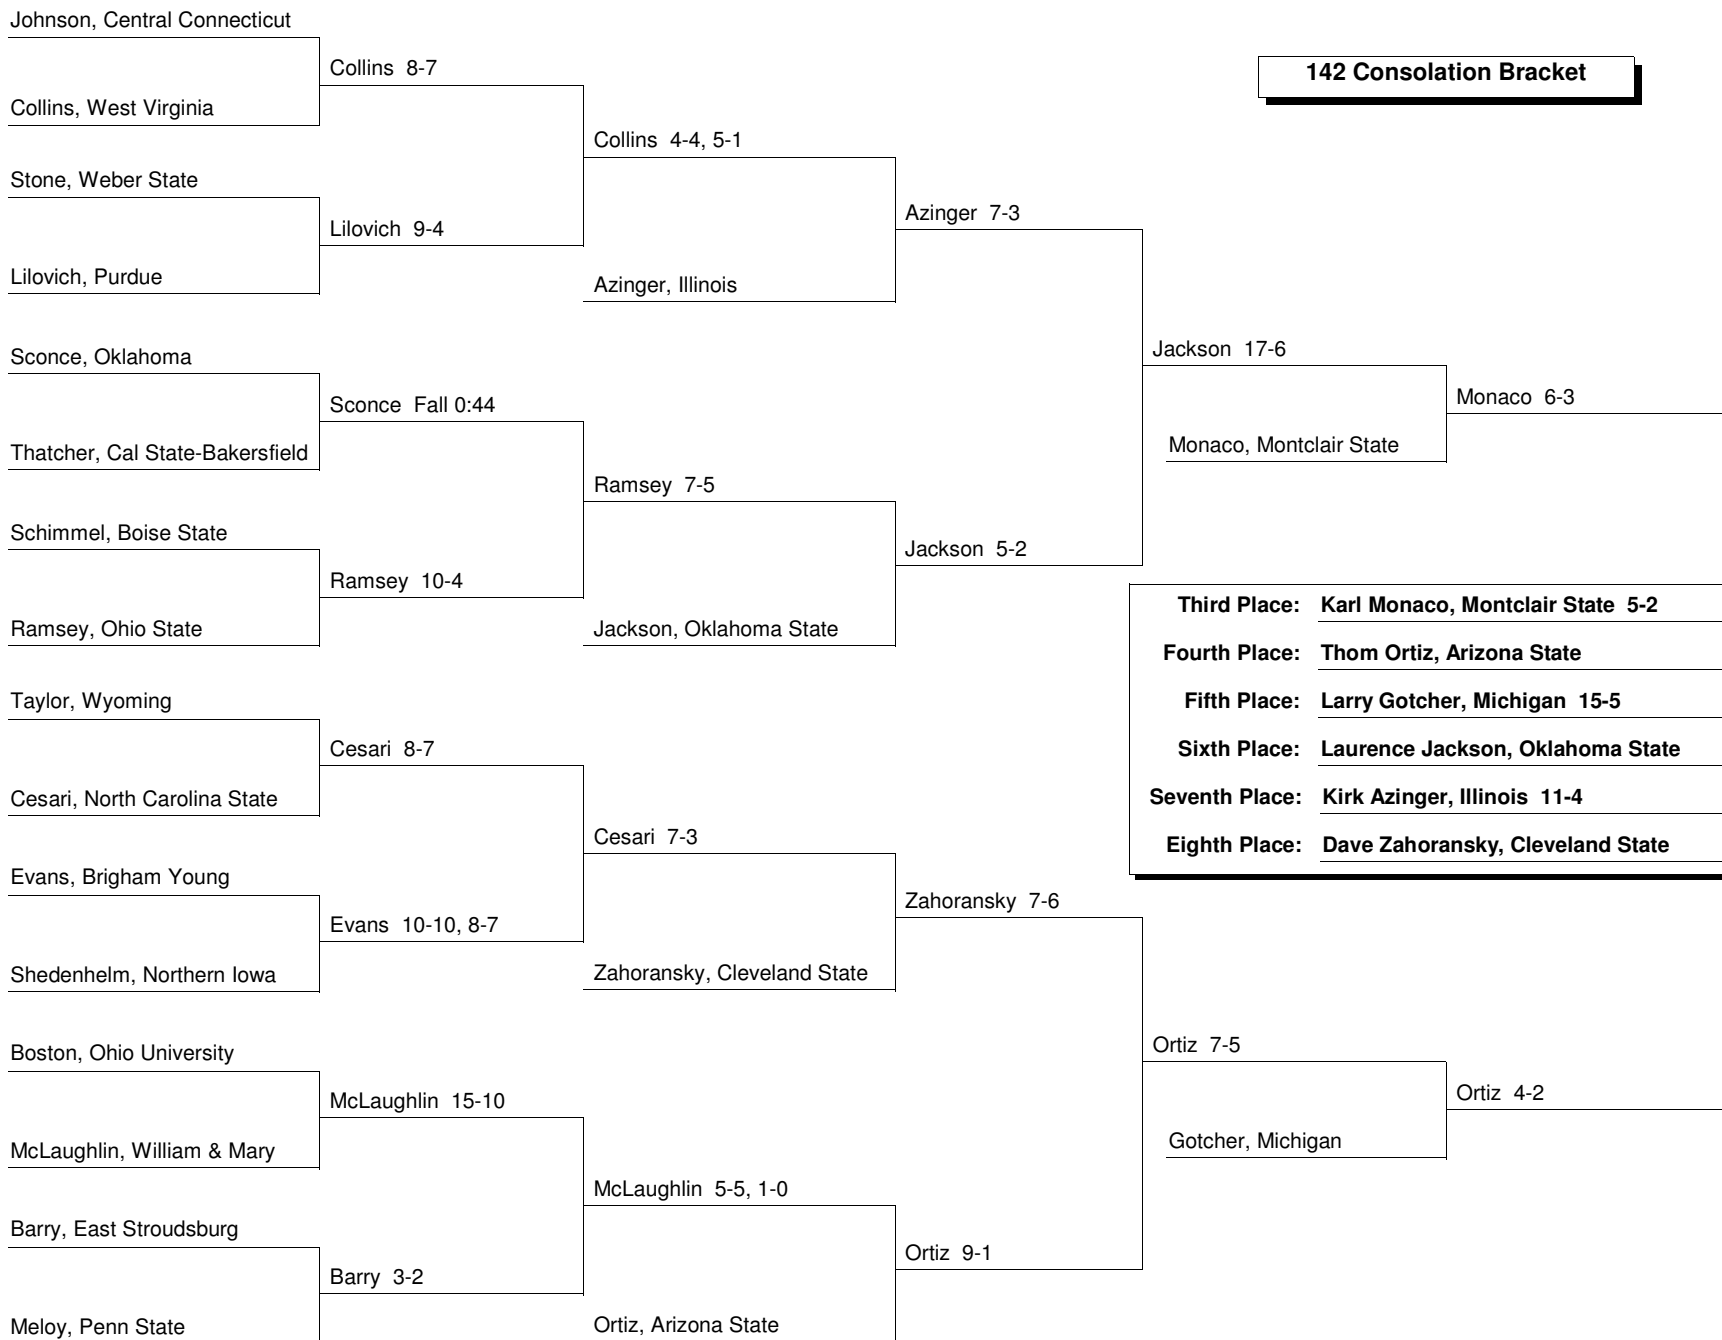 Johnson, Central Connecticut
Collins 8-7
142 Consolation Bracket
Collins, West Virginia
Collins 4-4, 5-1
Stone, Weber State
Azinger 7-3
Lilovich 9-4
Lilovich, Purdue
Azinger, Illinois
Jackson 17-6
Sconce, Oklahoma
Monaco 6-3
Sconce Fall 0:44
Monaco, Montclair State
Thatcher, Cal State-Bakersfield
Ramsey 7-5
Schimmel, Boise State
Jackson 5-2
Ramsey 10-4
Third Place: Karl Monaco, Montclair State 5-2
Ramsey, Ohio State
Jackson, Oklahoma State
Fourth Place: Thom Ortiz, Arizona State
Taylor, Wyoming
Fifth Place: Larry Gotcher, Michigan 15-5
Cesari 8-7
Sixth Place: Laurence Jackson, Oklahoma State
Cesari, North Carolina State
Seventh Place: Kirk Azinger, Illinois 11-4
Cesari 7-3
Eighth Place: Dave Zahoransky, Cleveland State
Evans, Brigham Young
Zahoransky 7-6
Evans 10-10, 8-7
Shedenhelm, Northern Iowa
Zahoransky, Cleveland State
Boston, Ohio University
Ortiz 7-5
McLaughlin 15-10
Ortiz 4-2
McLaughlin, William & Mary
Gotcher, Michigan
McLaughlin 5-5, 1-0
Barry, East Stroudsburg
Ortiz 9-1
Barry 3-2
Meloy, Penn State
Ortiz, Arizona State